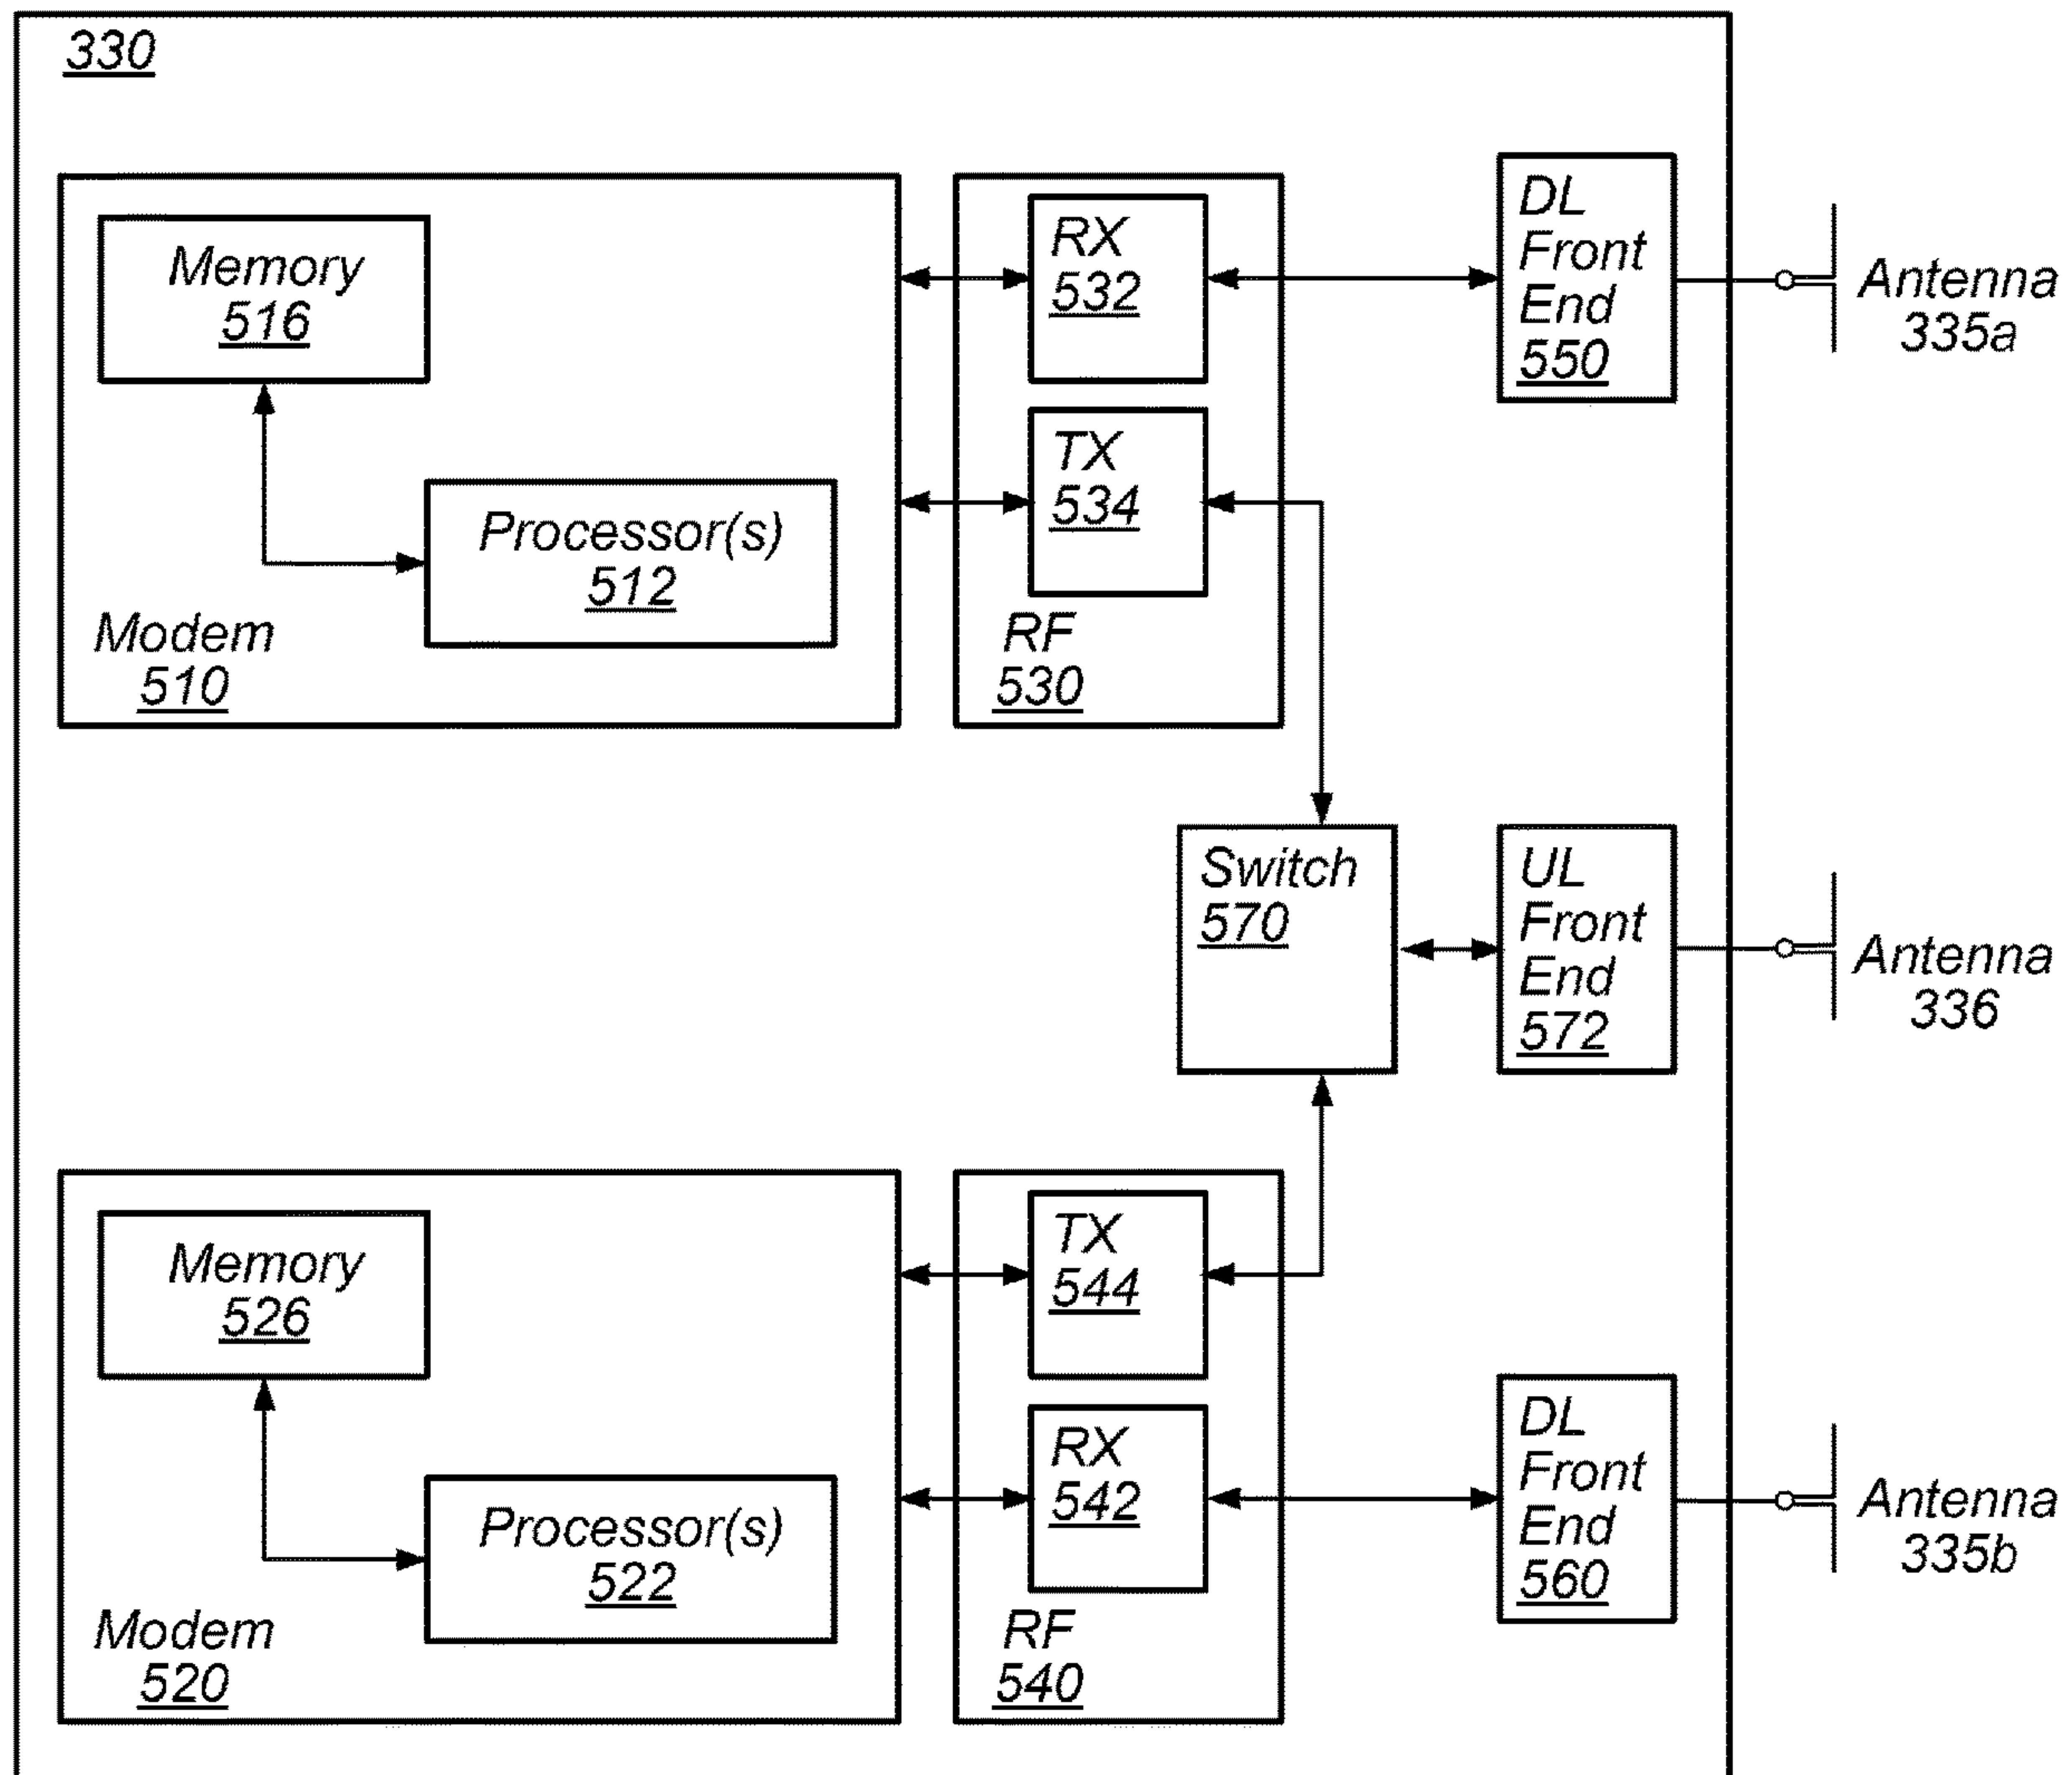 330
Memory
516
Processor(s)
512
Modem
510
RX
532
TX
534
RF
530
DL
Front
End
550
Antenna
335a
Switch
570
UL
Front
End
572
Antenna
336
Memory
526
Processor(s)
522
Modem
520
TX
544
RX
542
RF
540
DL
Front
End
560
Antenna
335b